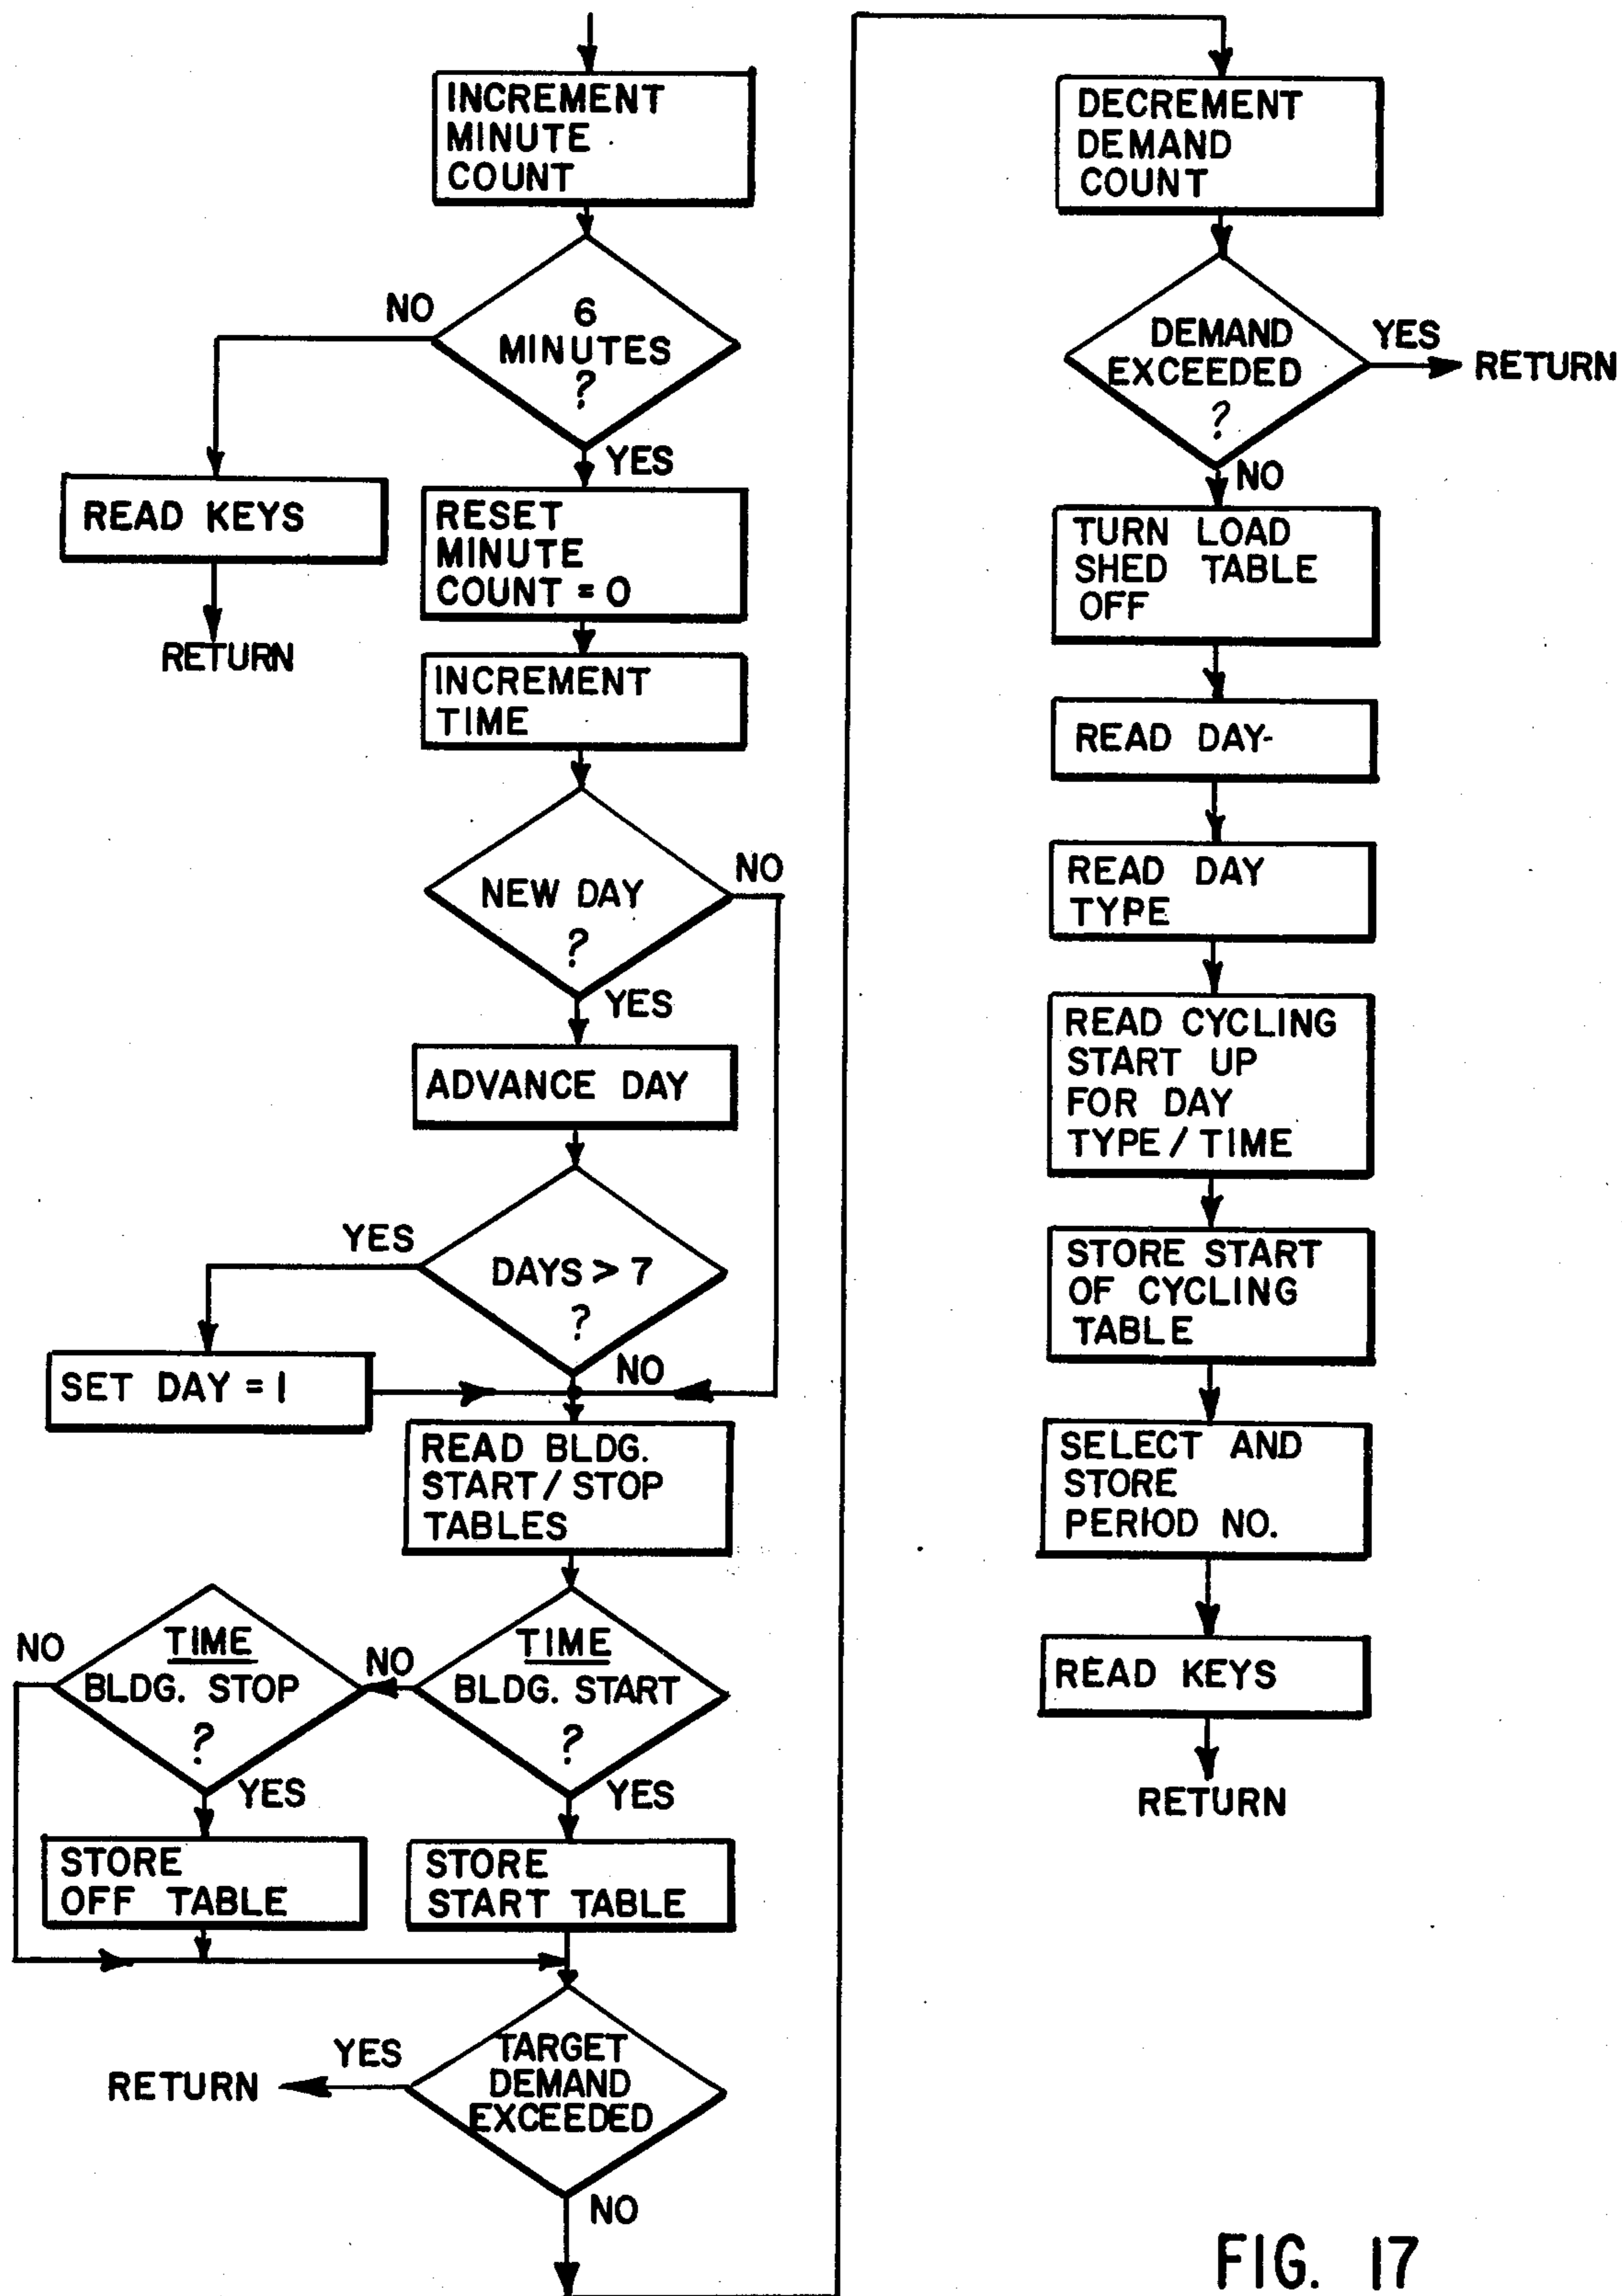 INCREMENT
MINUTE
COUNT
6
MINUTES
?
NO
YES
READ KEYS
RETURN
RESET
MINUTE
COUNT = 0
INCREMENT
TIME
NEW DAY
?
NO
YES
ADVANCE DAY
DAYS > 7
?
YES
NO
SET DAY = 1
READ BLDG.
START / STOP
TABLES
TIME
BLDG. START
?
NO
YES
TIME
BLDG. STOP
?
NO
YES
STORE
OFF TABLE
STORE
START TABLE
TARGET
DEMAND
EXCEEDED
YES
RETURN
NO
DECREMENT
DEMAND
COUNT
DEMAND
EXCEEDED
?
YES
RETURN
NO
TURN LOAD
SHED TABLE
OFF
READ DAY-
READ DAY
TYPE
READ CYCLING
START UP
FOR DAY
TYPE / TIME
STORE START
OF CYCLING
TABLE
SELECT AND
STORE
PERIOD NO.
READ KEYS
RETURN
FIG. 17